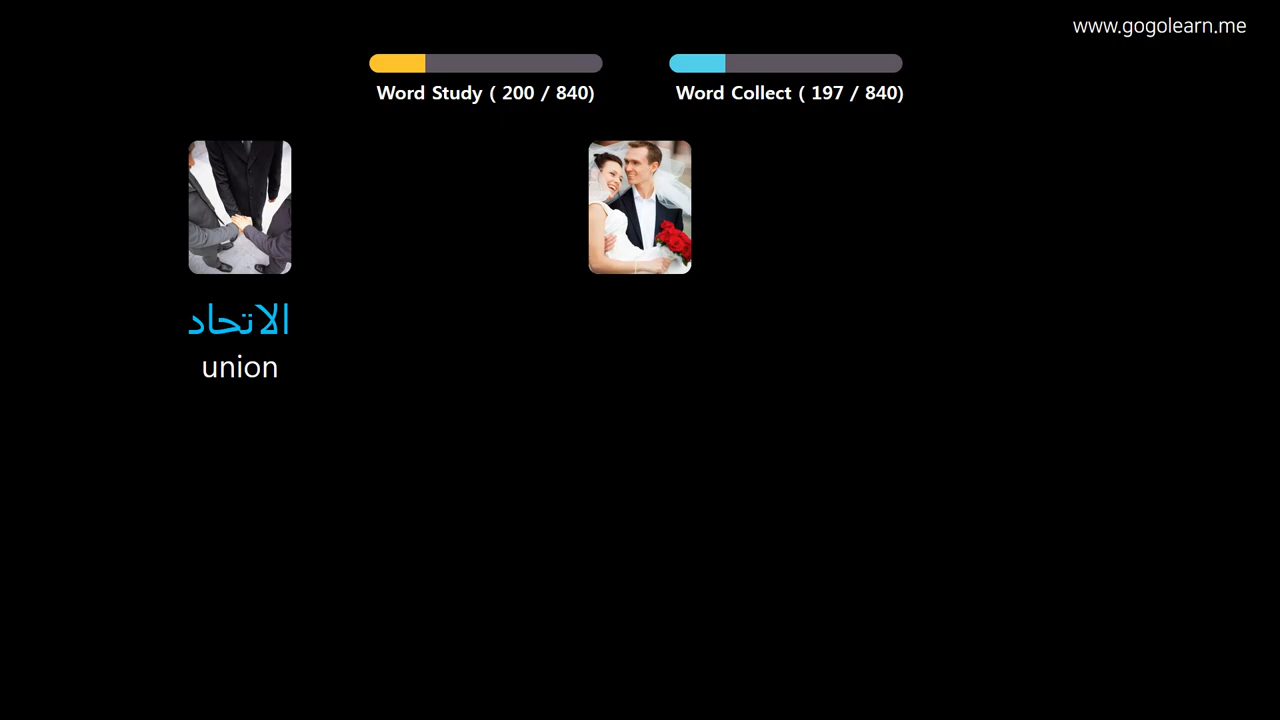 www.gogolearn.me
Word Study ( 200 / 840)
Word Collect ( 197 / 840)
الاتحاد
union